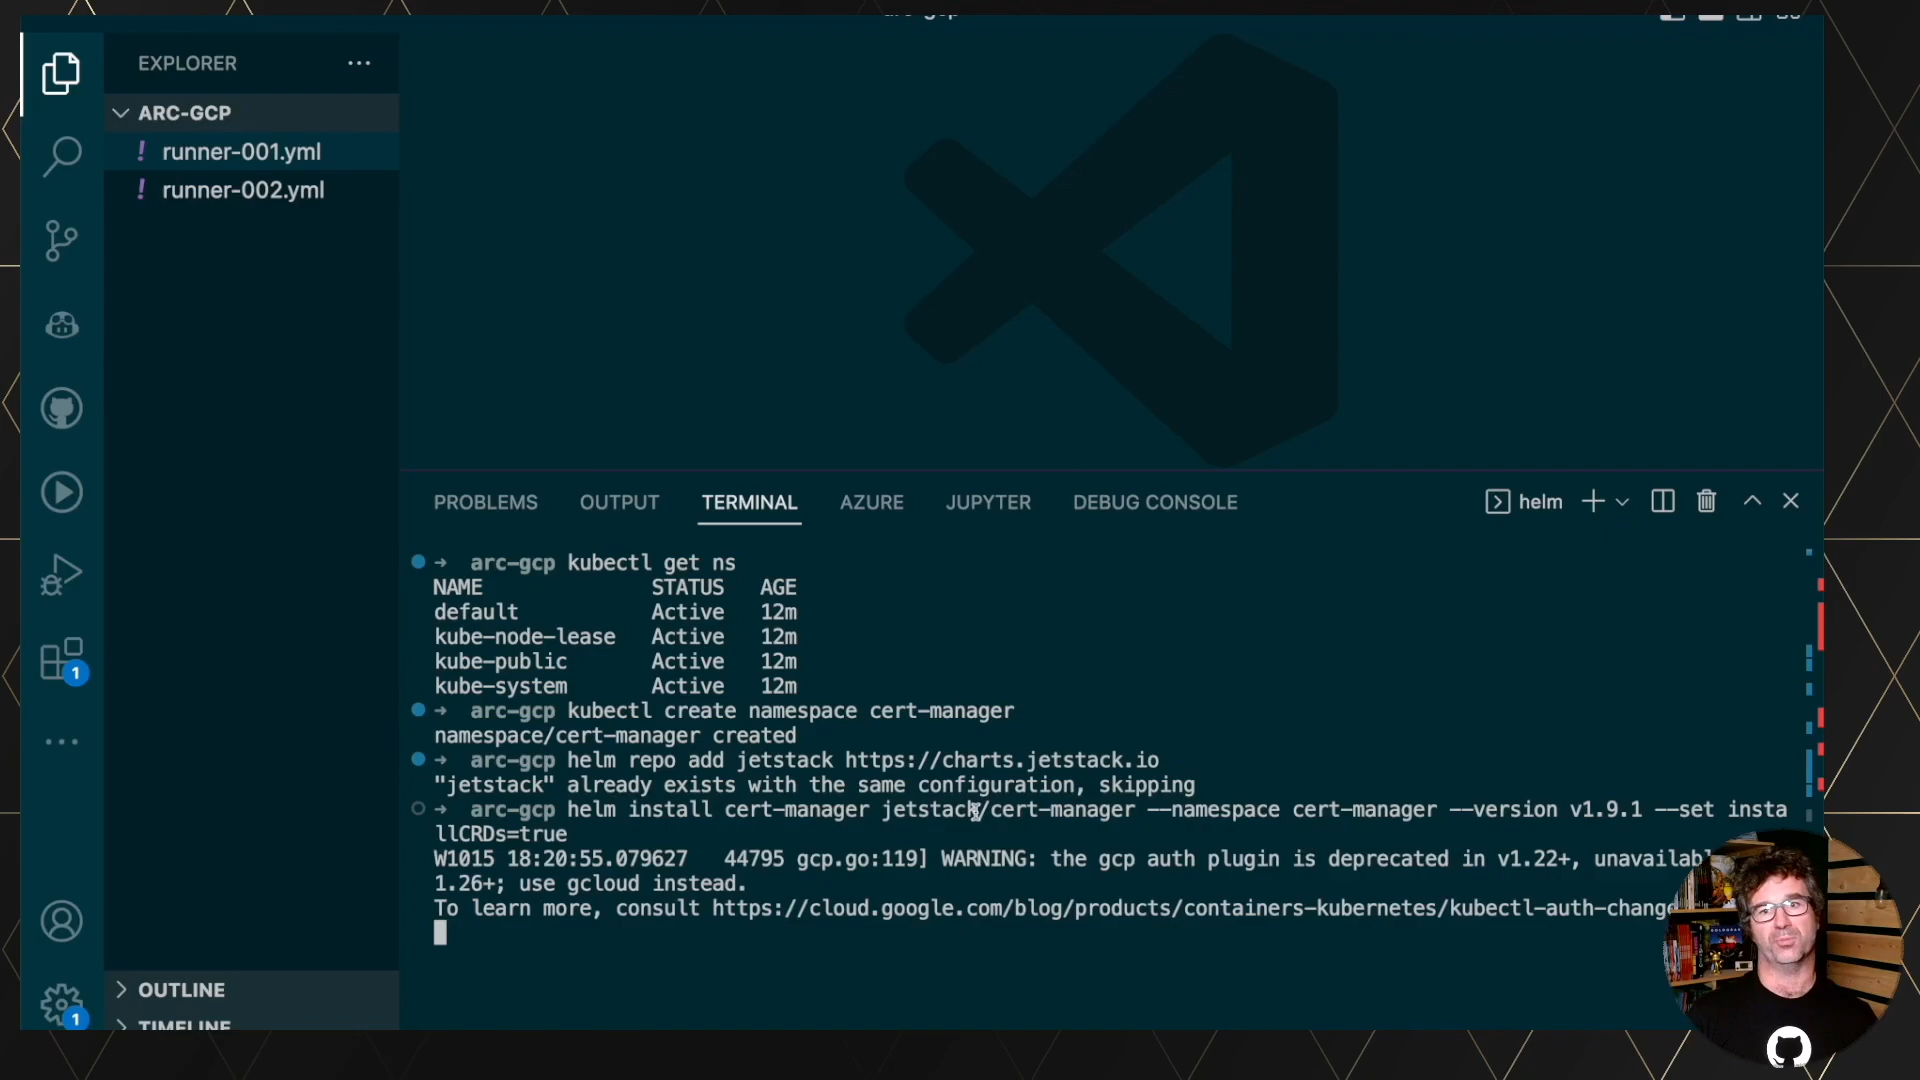 EXPLORER
ARC-GCP
! runner-001.yml
! runner-002.yml
PROBLEMS OUTPUT TERMINAL AZURE JUPYTER DEBUG CONSOLE helm
→ arc-gcp kubectl get ns
NAME STATUS AGE
default Active 12m
kube-node-lease Active 12m
kube-public Active 12m
kube-system Active 12m
→ arc-gcp kubectl create namespace cert-manager
namespace/cert-manager created
→ arc-gcp helm repo add jetstack https://charts.jetstack.io
"jetstack" already exists with the same configuration, skipping
→ arc-gcp helm install cert-manager jetstack/cert-manager --namespace cert-manager --version v1.9.1 --set insta
llCRDs=true
W1015 18:20:55.079627 44795 gcp.go:119] WARNING: the gcp auth plugin is deprecated in v1.22+, unavailab
1.26+; use gcloud instead.
To learn more, consult https://cloud.google.com/blog/products/containers-kubernetes/kubectl-auth-chang
1
OUTLINE
1
TIMELINE